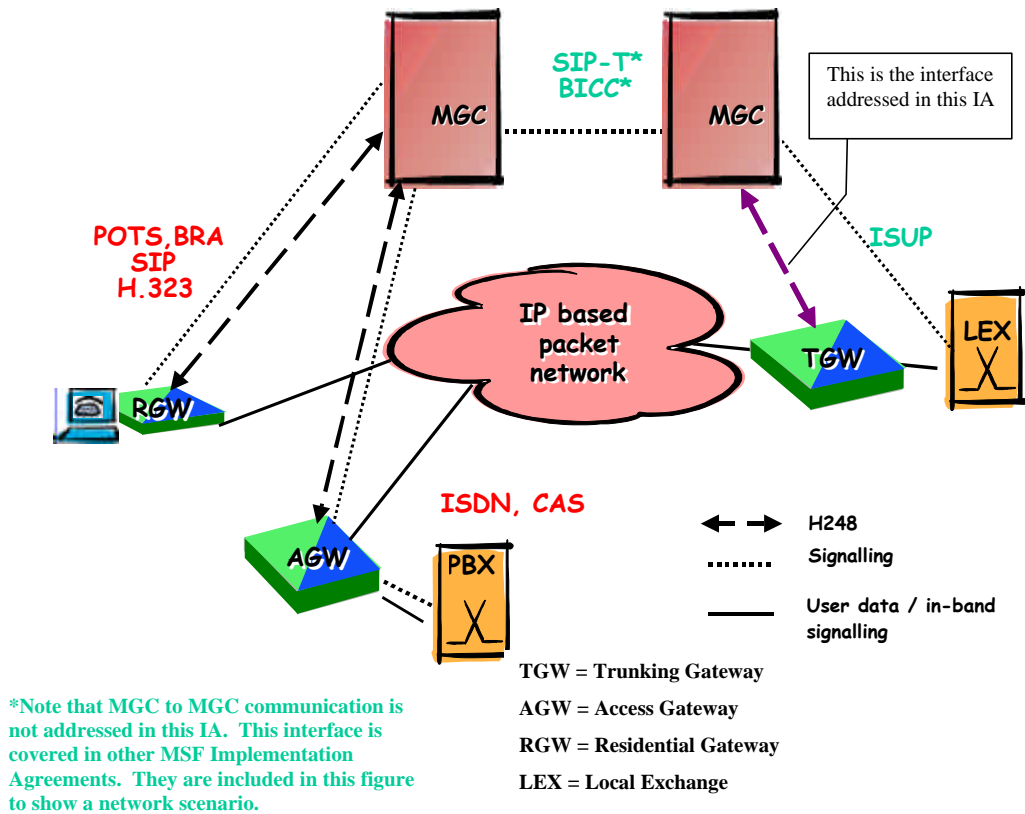 MGC
SIP-T*
BICC*
MGC
This is the interface
addressed in this IA
POTS,BRA
SIP
H.323
ISUP
IP based
packet
network
TGW
LEX
RGW
ISDN, CAS
AGW
PBX
H248
Signalling
User data / in-band
signalling
TGW = Trunking Gateway
AGW = Access Gateway
RGW = Residential Gateway
LEX = Local Exchange
*Note that MGC to MGC communication is
not addressed in this IA.  This interface is
covered in other MSF Implementation
Agreements.  They are included in this figure
to show a network scenario.